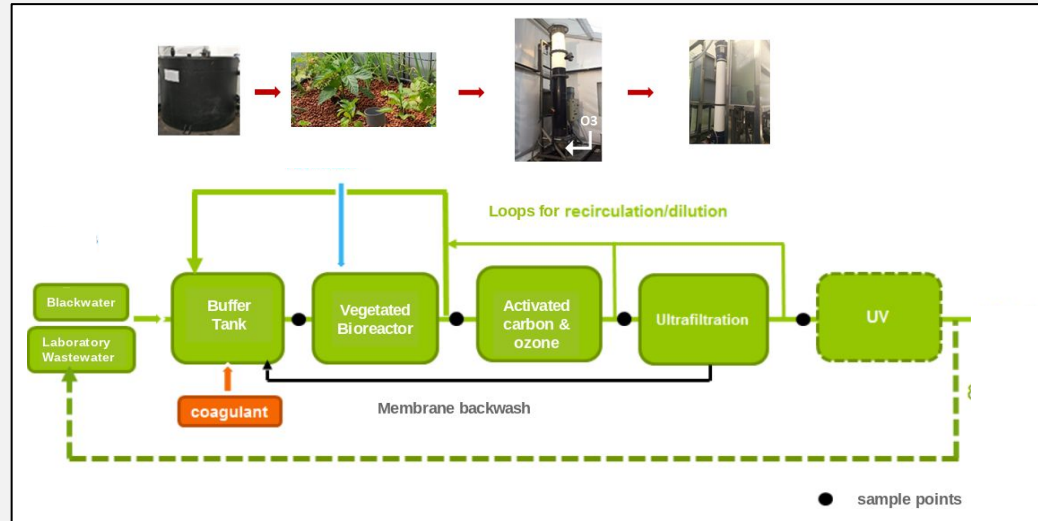 O3
Loops for recirculation/dilution
Blackwater
Laboratory
Wastewater
Buffer
Tank
Vegetated
Bioreactor
Activated
carbon &
ozone
Ultrafiltration
UV
coagulant
Membrane backwash
sample points